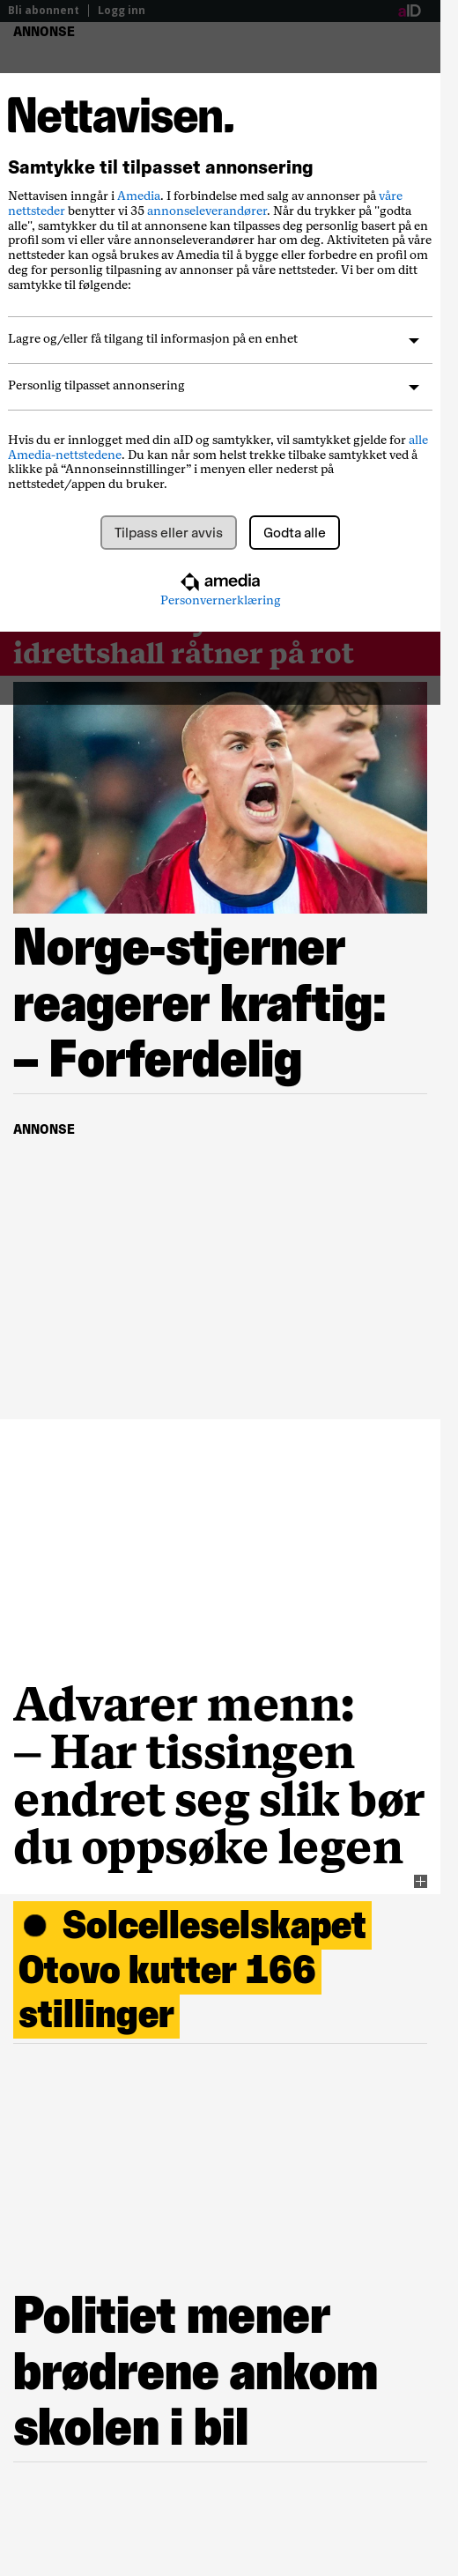 Bli abonnent | Logg inn aID
ANNONSE
Nettavisen.
Samtykke til tilpasset annonsering
Nettavisen inngår i Amedia. I forbindelse med salg av annonser på våre
nettsteder benytter vi 35 annonseleverandører. Når du trykker på "godta
alle", samtykker du til at annonsene kan tilpasses deg personlig basert på en
profil som vi eller våre annonseleverandører har om deg. Aktiviteten på våre
nettsteder kan også brukes av Amedia til å bygge eller forbedre en profil om
deg for personlig tilpasning av annonser på våre nettsteder. Vi ber om ditt
samtykke til følgende:
Lagre og/eller få tilgang til informasjon på en enhet
Personlig tilpasset annonsering
Hvis du er innlogget med din aID og samtykker, vil samtykket gjelde for alle
Amedia-nettstedene. Du kan når som helst trekke tilbake samtykket ved å
klikke på “Annonseinnstillinger” i menyen eller nederst på
nettstedet/appen du bruker.
Tilpass eller avvis
Godta alle
amedia
Personvernerklæring
idrettshall råtner på rot
Norge-stjerner
reagerer kraftig:
– Forferdelig
ANNONSE
Advarer menn:
– Har tissingen
endret seg slik bør
du oppsøke legen
Solcelleselskapet
Otovo kutter 166
stillinger
Politiet mener
brødrene ankom
skolen i bil